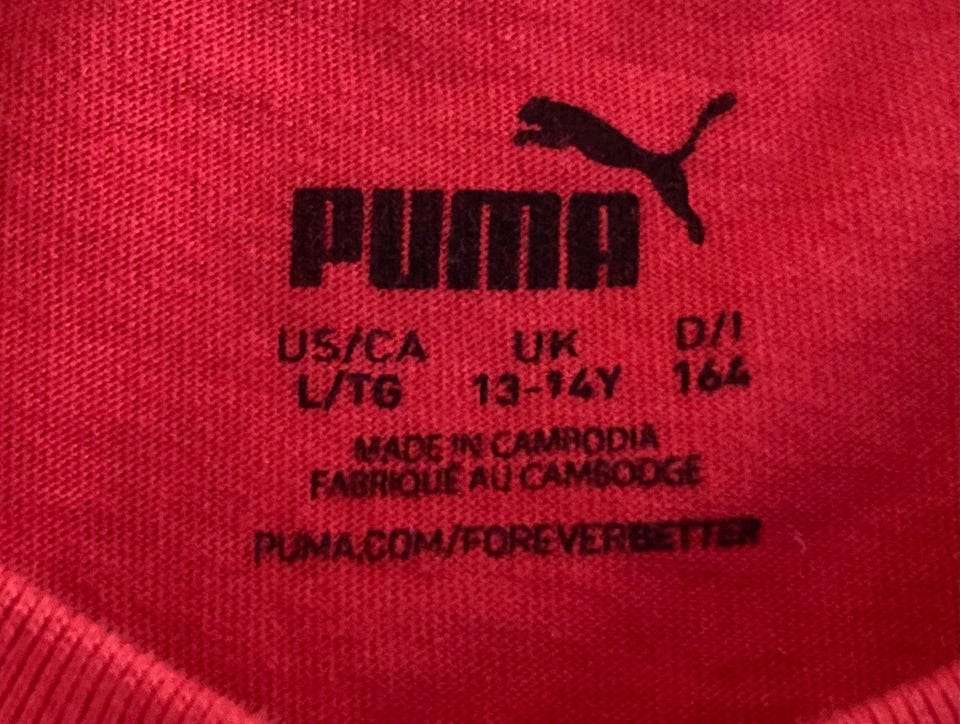 PUMA
US/CA UK D/I
L/TG 13-14Y 164
MADE IN CAMBODIA
FABRIQUÉ AU CAMBODGE
PUMA.COM/FOREVERBETTER